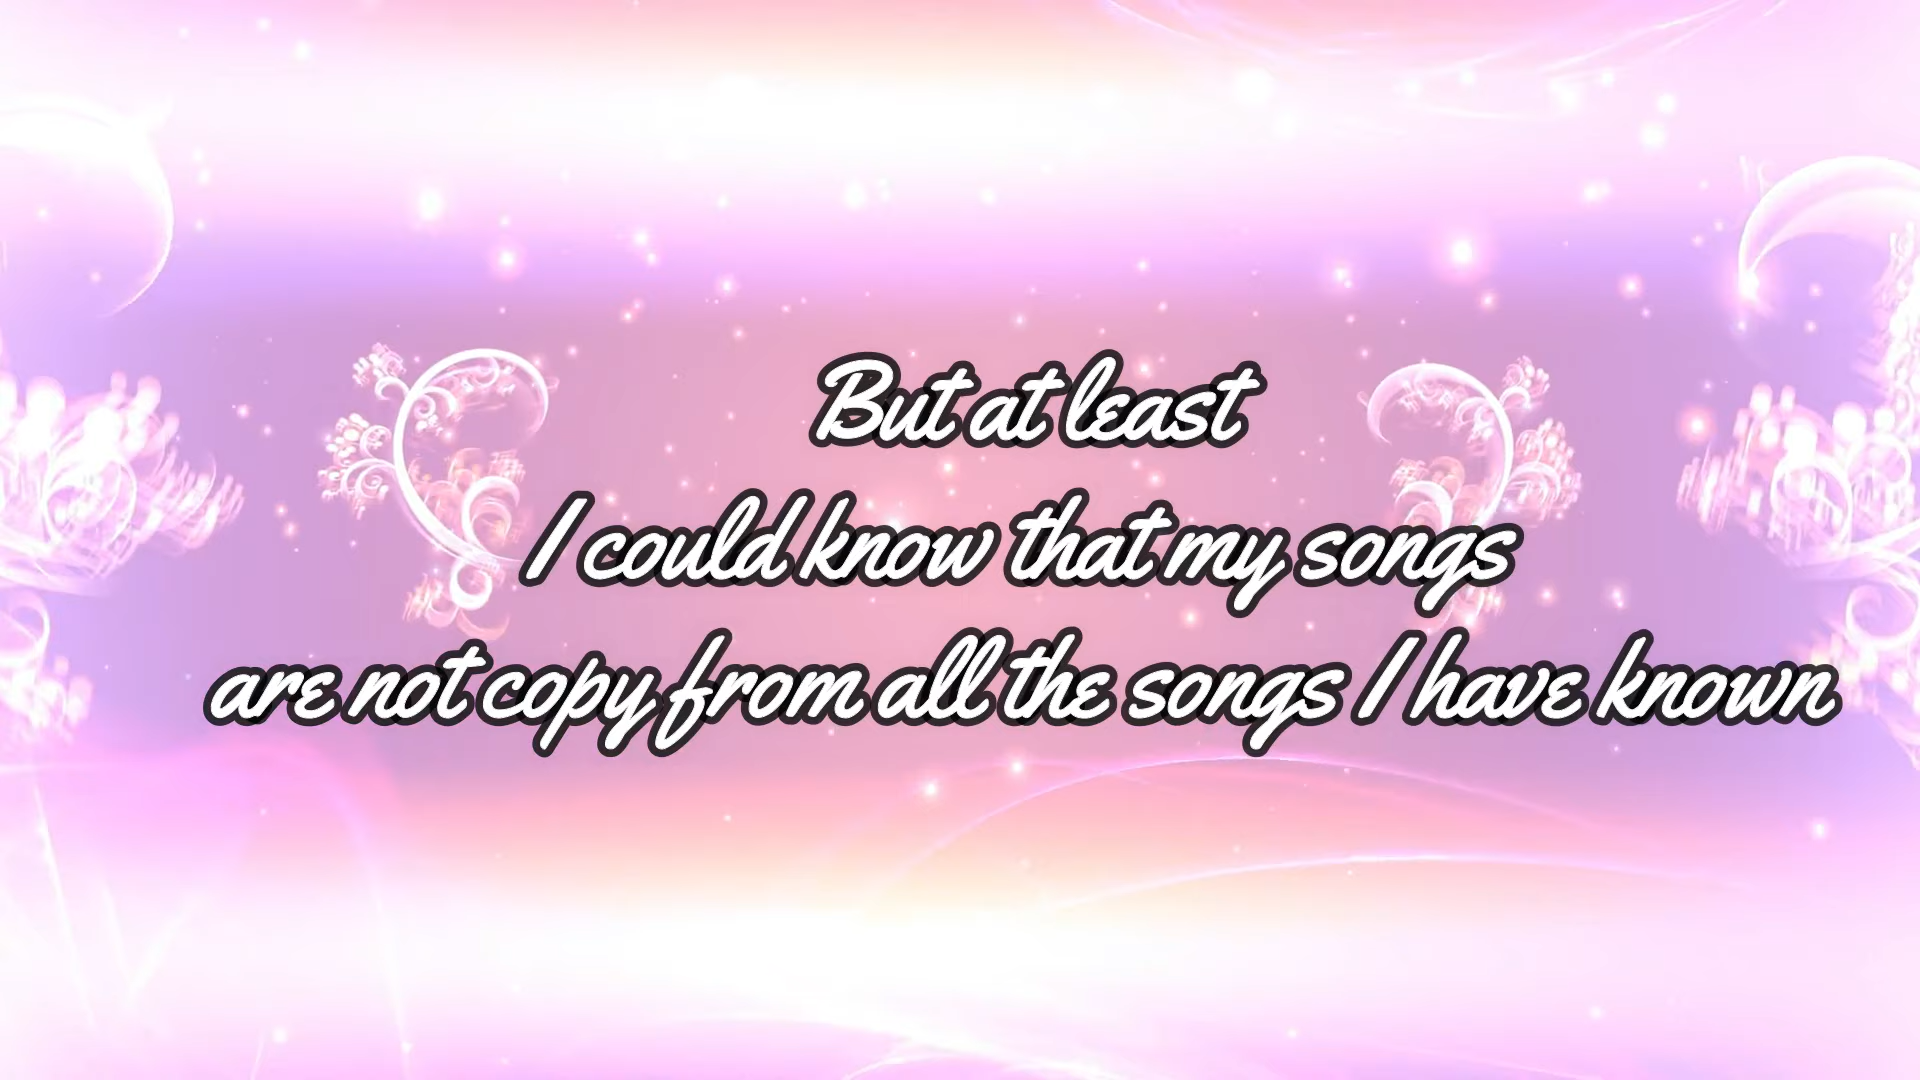 But at least
I could know that my songs
are not copy from all the songs I have known